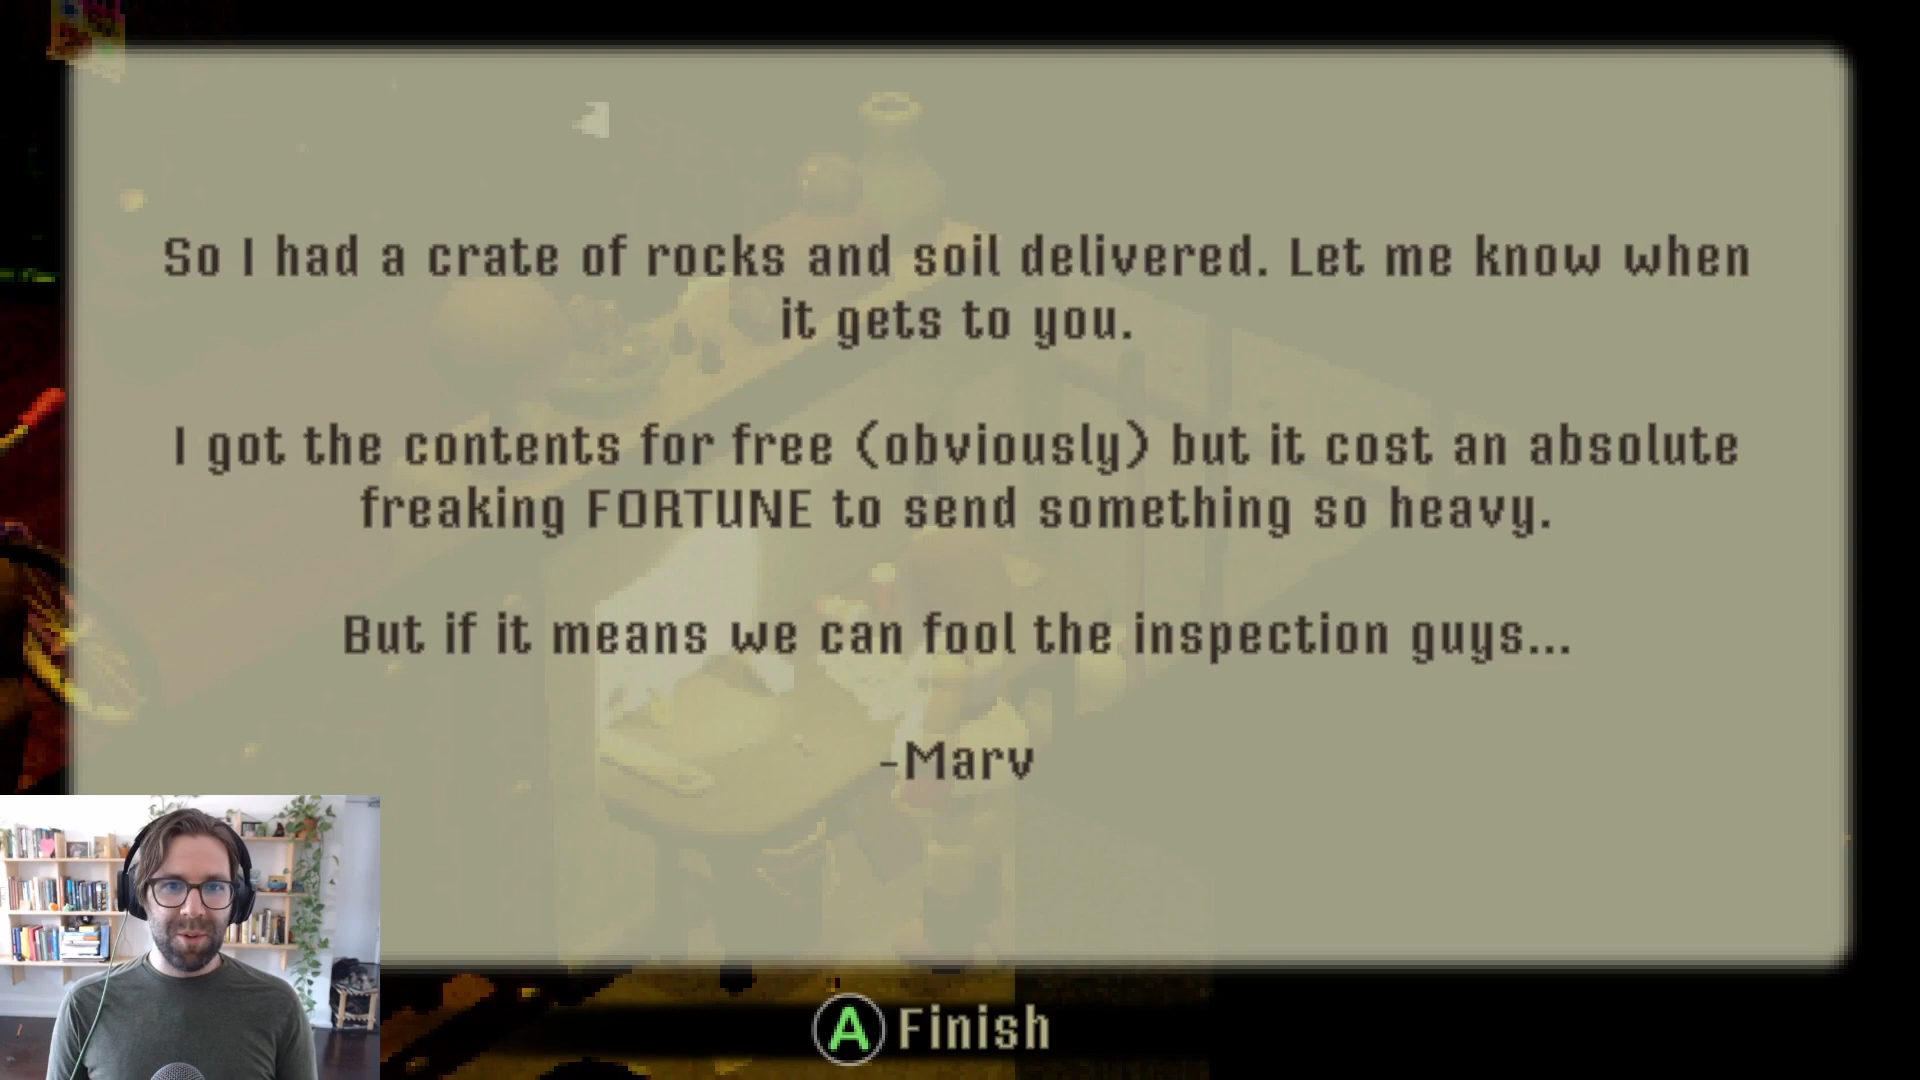 So I had a crate of rocks and soil delivered. Let me know when
it gets to you.
I got the contents for free (obviously) but it cost an absolute
freaking FORTUNE to send something so heavy.
But if it means we can fool the inspection guys...
-Marv
A Finish